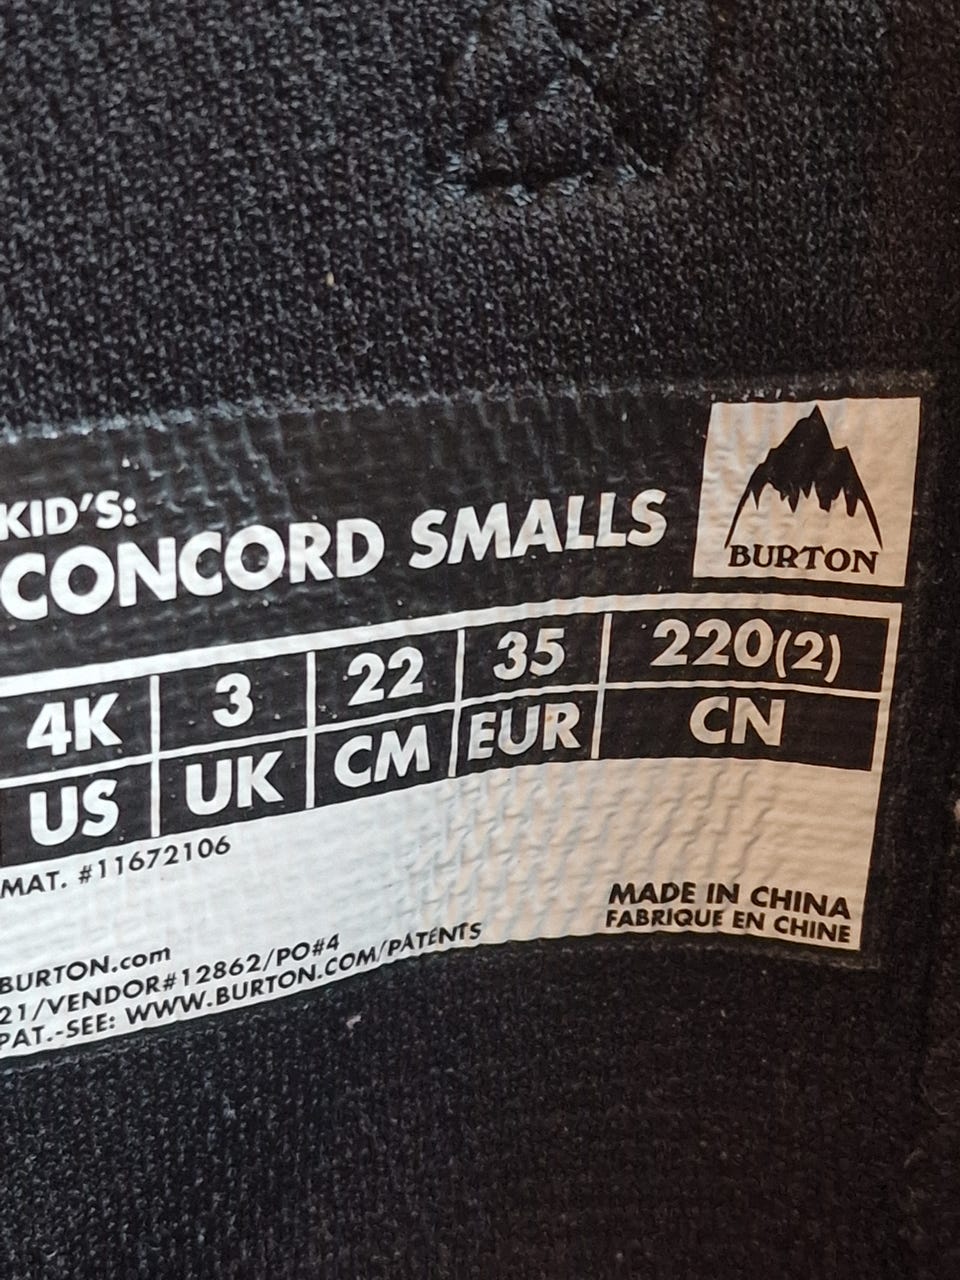 KID'S:
CONCORD SMALLS
BURTON
4K 3 22 35 220(2)
US UK CM EUR CN
MAT. #11672106
MADE IN CHINA
FABRIQUE EN CHINE
BURTON.com
21/VENDOR#12862/PO#4
PAT.-SEE: WWW.BURTON.COM/PATENTS